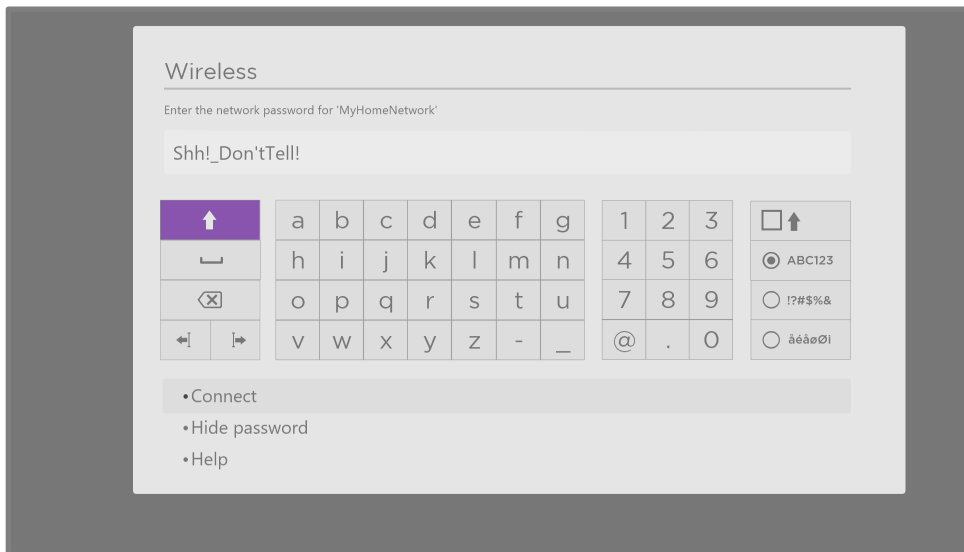 Wireless
Enter the network password for 'MyHomeNetwork'
Shh!_Don'tTell!
a b c d e f g 1 2 3
h i j k l m n 4 5 6 ABC123
o p q r s t u 7 8 9 !?#$%&
v w x y z - _ @ . 0 åéåøØi
•Connect
•Hide password
•Help